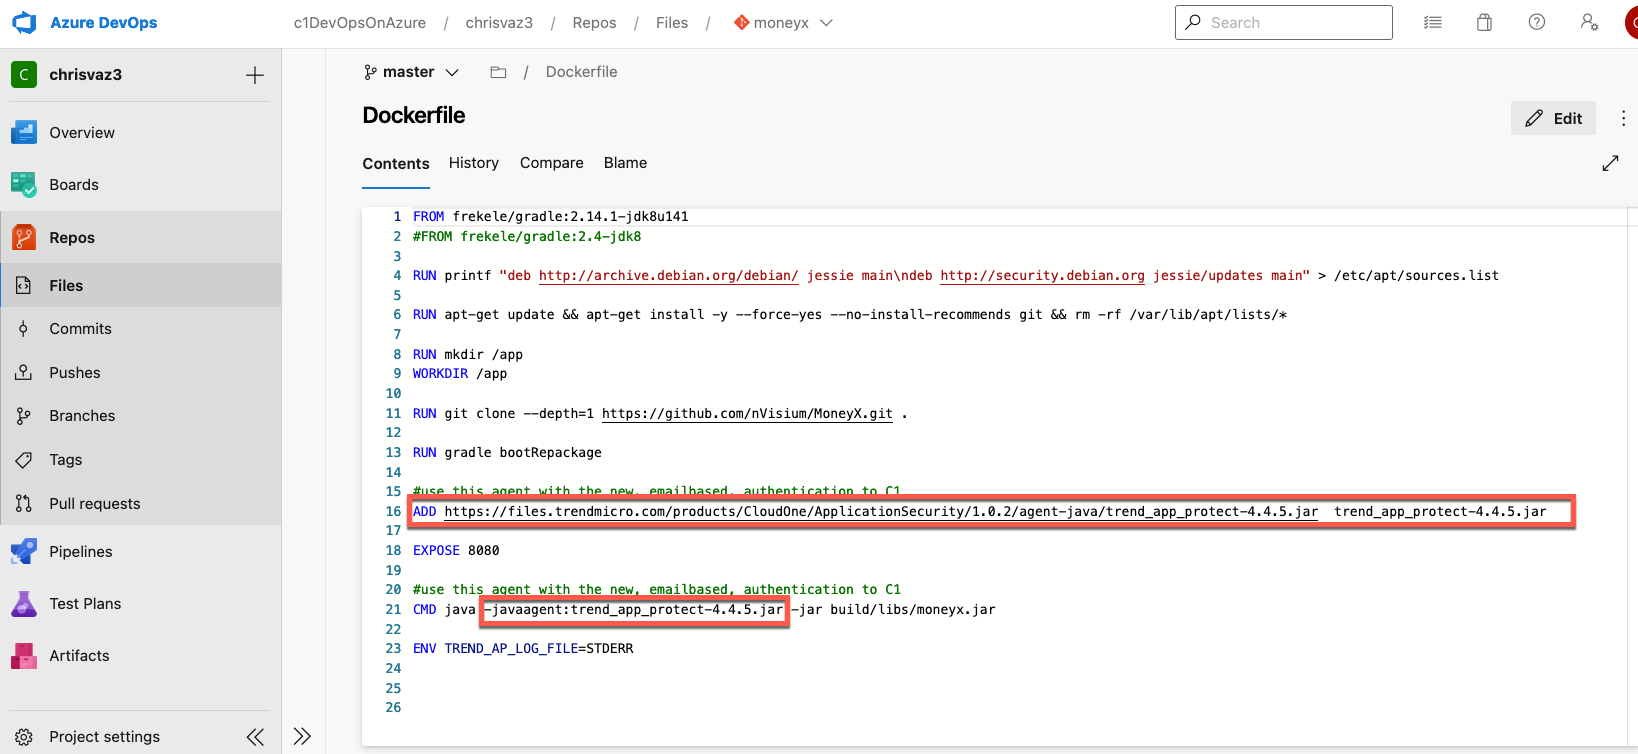 Azure DevOps
c1DevOpsOnAzure / chrisvaz3 / Repos / Files / moneyx
Search
C chrisvaz3
Overview
Boards
Repos
Files
Commits
Pushes
Branches
Tags
Pull requests
Pipelines
Test Plans
Artifacts
Project settings
master / Dockerfile
Dockerfile
Edit
Contents History Compare Blame
1 FROM frekele/gradle:2.14.1-jdk8u141
2 #FROM frekele/gradle:2.4-jdk8
3
4 RUN printf "deb http://archive.debian.org/debian/ jessie main\ndeb http://security.debian.org jessie/updates main" > /etc/apt/sources.list
5
6 RUN apt-get update && apt-get install -y --force-yes --no-install-recommends git && rm -rf /var/lib/apt/lists/*
7
8 RUN mkdir /app
9 WORKDIR /app
10
11 RUN git clone --depth=1 https://github.com/nVisium/MoneyX.git .
12
13 RUN gradle bootRepackage
14
15 #use this agent with the new, emailbased, authentication to C1
16 ADD https://files.trendmicro.com/products/CloudOne/ApplicationSecurity/1.0.2/agent-java/trend_app_protect-4.4.5.jar trend_app_protect-4.4.5.jar
17
18 EXPOSE 8080
19
20 #use this agent with the new, emailbased, authentication to C1
21 CMD java -javaagent:trend_app_protect-4.4.5.jar -jar build/libs/moneyx.jar
22
23 ENV TREND_AP_LOG_FILE=STDERR
24
25
26